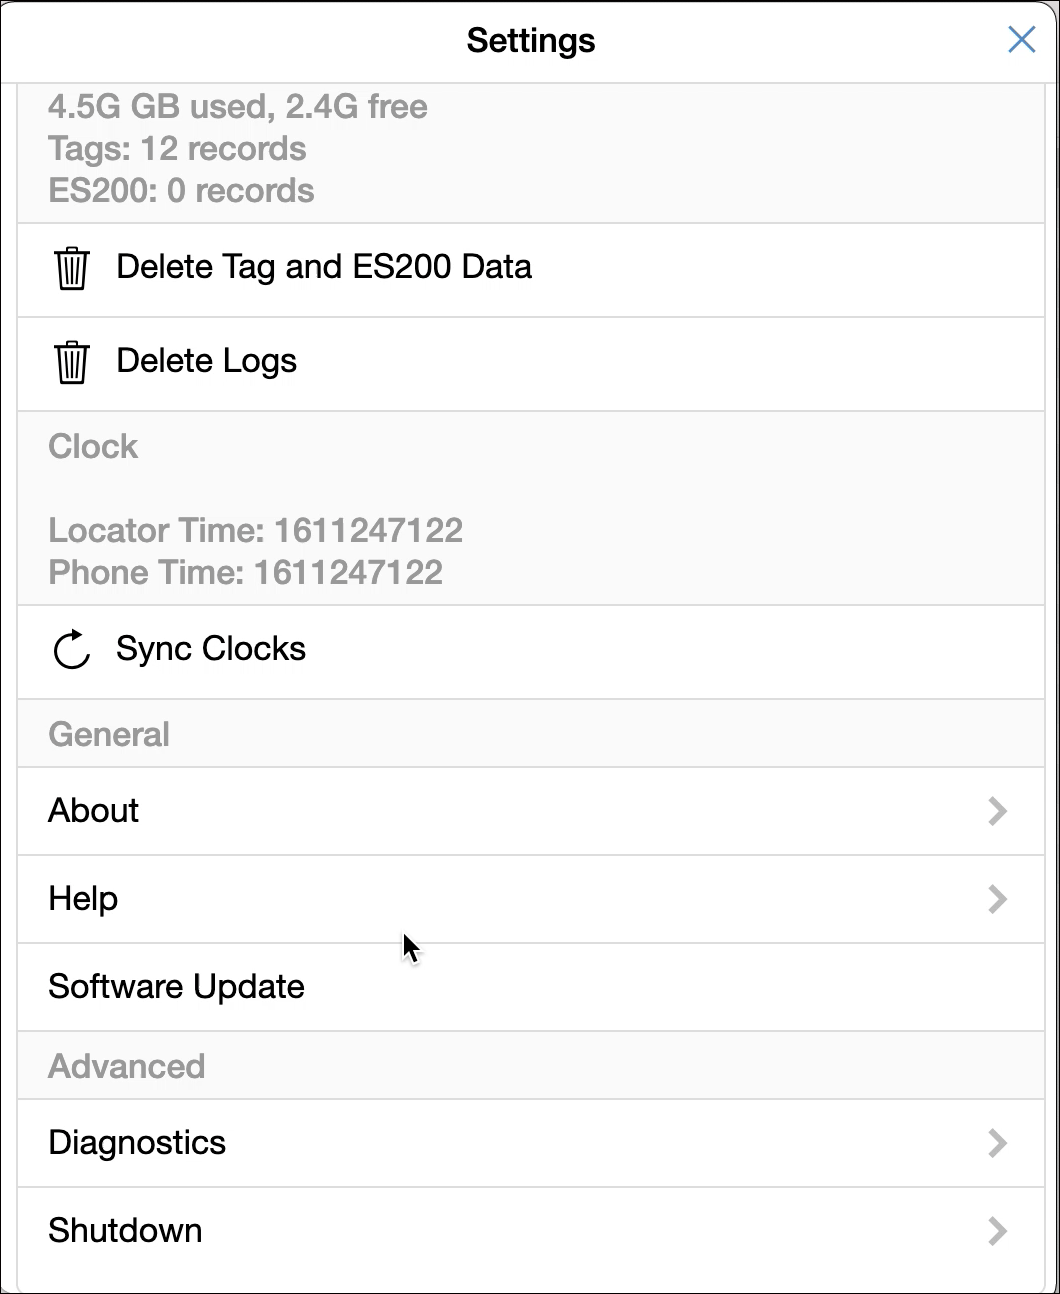 Settings
4.5G GB used, 2.4G free
Tags: 12 records
ES200: 0 records
Delete Tag and ES200 Data
Delete Logs
Clock
Locator Time: 1611247122
Phone Time: 1611247122
Sync Clocks
General
About
Help
Software Update
Advanced
Diagnostics
Shutdown